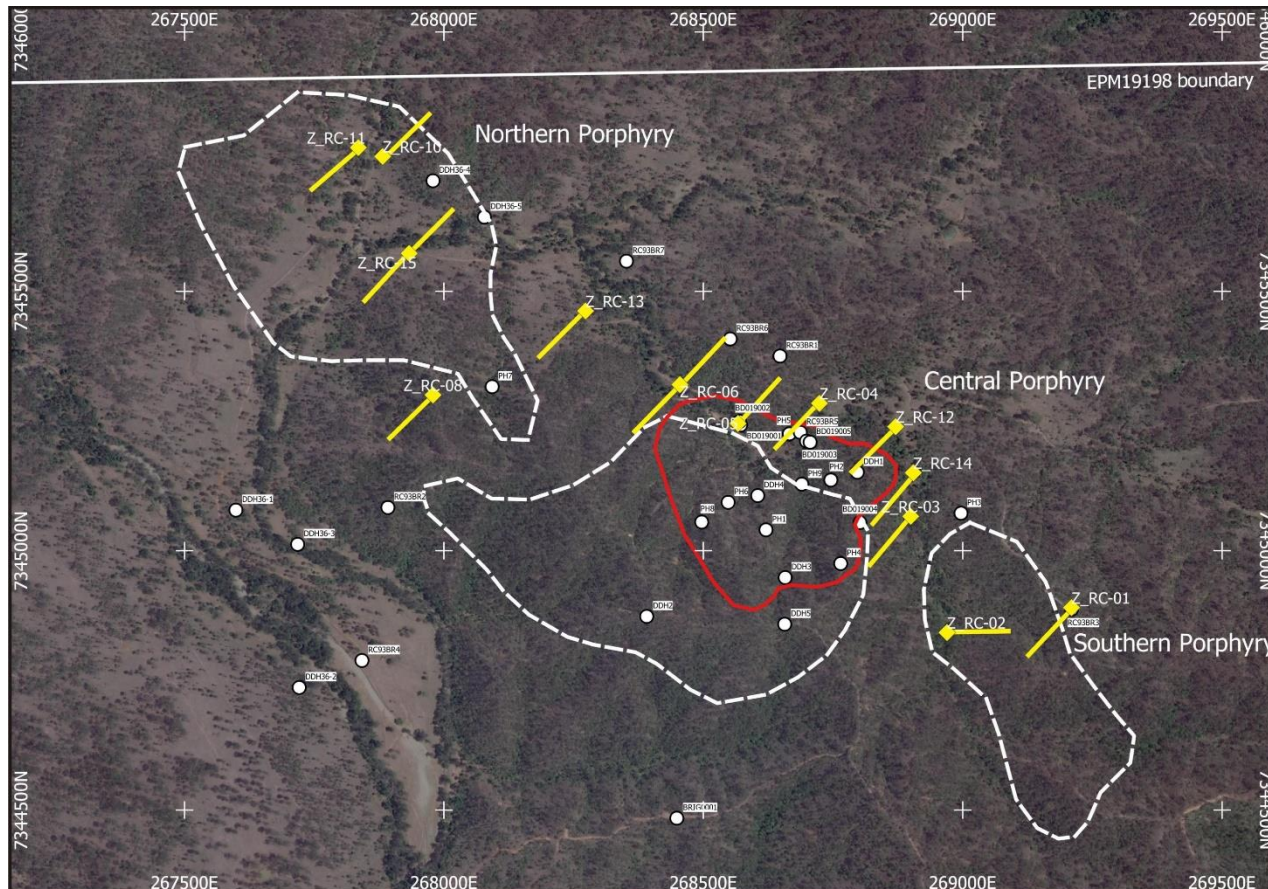 267500E
268000E
268500E
269000E
269500E
7346000N
7346000N
EPM19198 boundary
Northern Porphyry
Z_RC-11
Z_RC-10
DDH36-4
DDH36-5
Z_RC-15
RC93BR7
7345500N
7345500N
Z_RC-13
RC93BR6
RC93BR1
Central Porphyry
PH7
Z_RC-08
Z_RC-06
Z_RC-04
BD019002
Z_RC-05
PH5
RC93BR5
Z_RC-12
BD019001
BD019005
BD019003
DDH1
Z_RC-14
PH2
PH9
DDH4
PH6
DDH36-1
RC93BR2
BD019004
Z_RC-03
PH3
PH8
PH1
DDH36-3
7345000N
7345000N
PH4
DDH3
DDH2
DDH5
Z_RC-01
RC93BR3
Z_RC-02
Southern Porphyry
RC93BR4
DDH36-2
BRIG0001
7344500N
7344500N
267500E
268000E
268500E
269000E
269500E